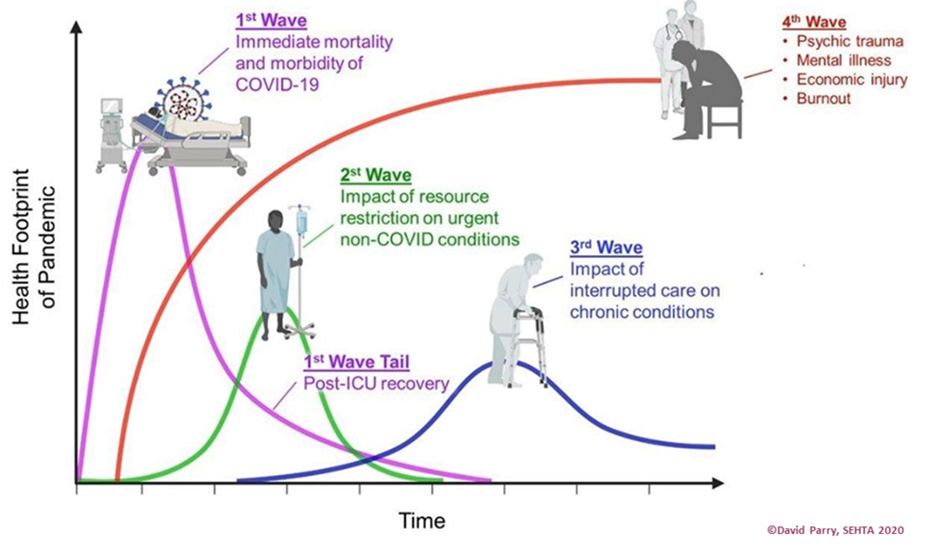 1st Wave
Immediate mortality
and morbidity of
COVID-19
4th Wave
• Psychic trauma
• Mental illness
• Economic injury
• Burnout
2st Wave
Impact of resource
restriction on urgent
non-COVID conditions
3rd Wave
Impact of
interrupted care on
chronic conditions
1st Wave Tail
Post-ICU recovery
Health Footprint
of Pandemic
Time
©David Parry, SEHTA 2020